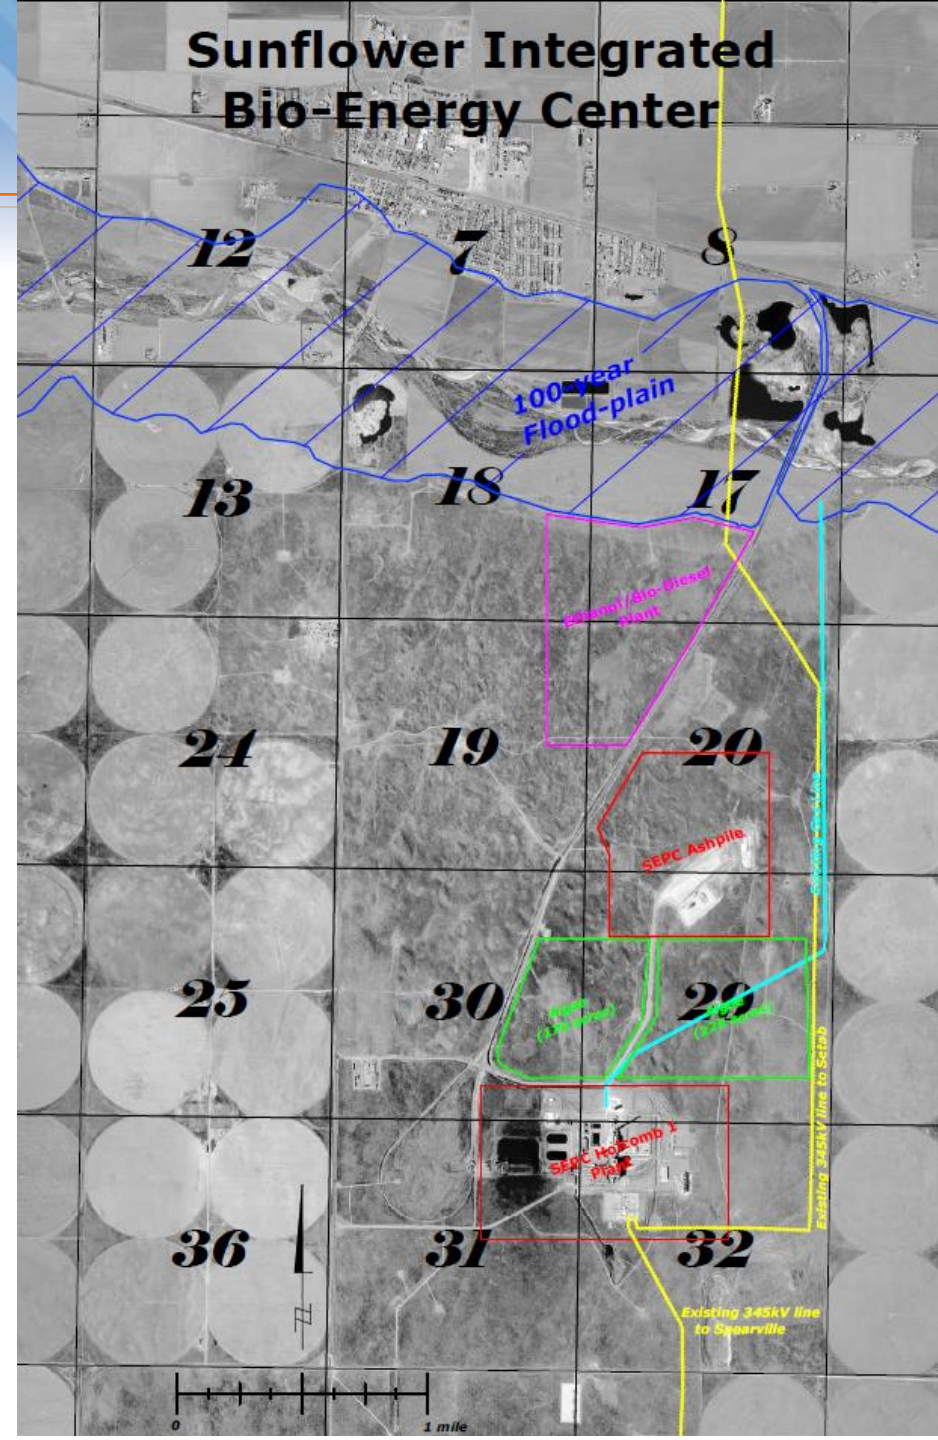 Sunflower Integrated
Bio-Energy Center
12
7
8
100-year
Flood-plain
13
18
17
Ethanol/Bio-Diesel
Plant
24
19
20
SEPC Ashpile
25
30
29
Algae
Algae
Existing 345kV line to Setab
SEPC Holcomb 1
Plant
36
31
32
Existing 345kV line
to Spearville
0
1 mile